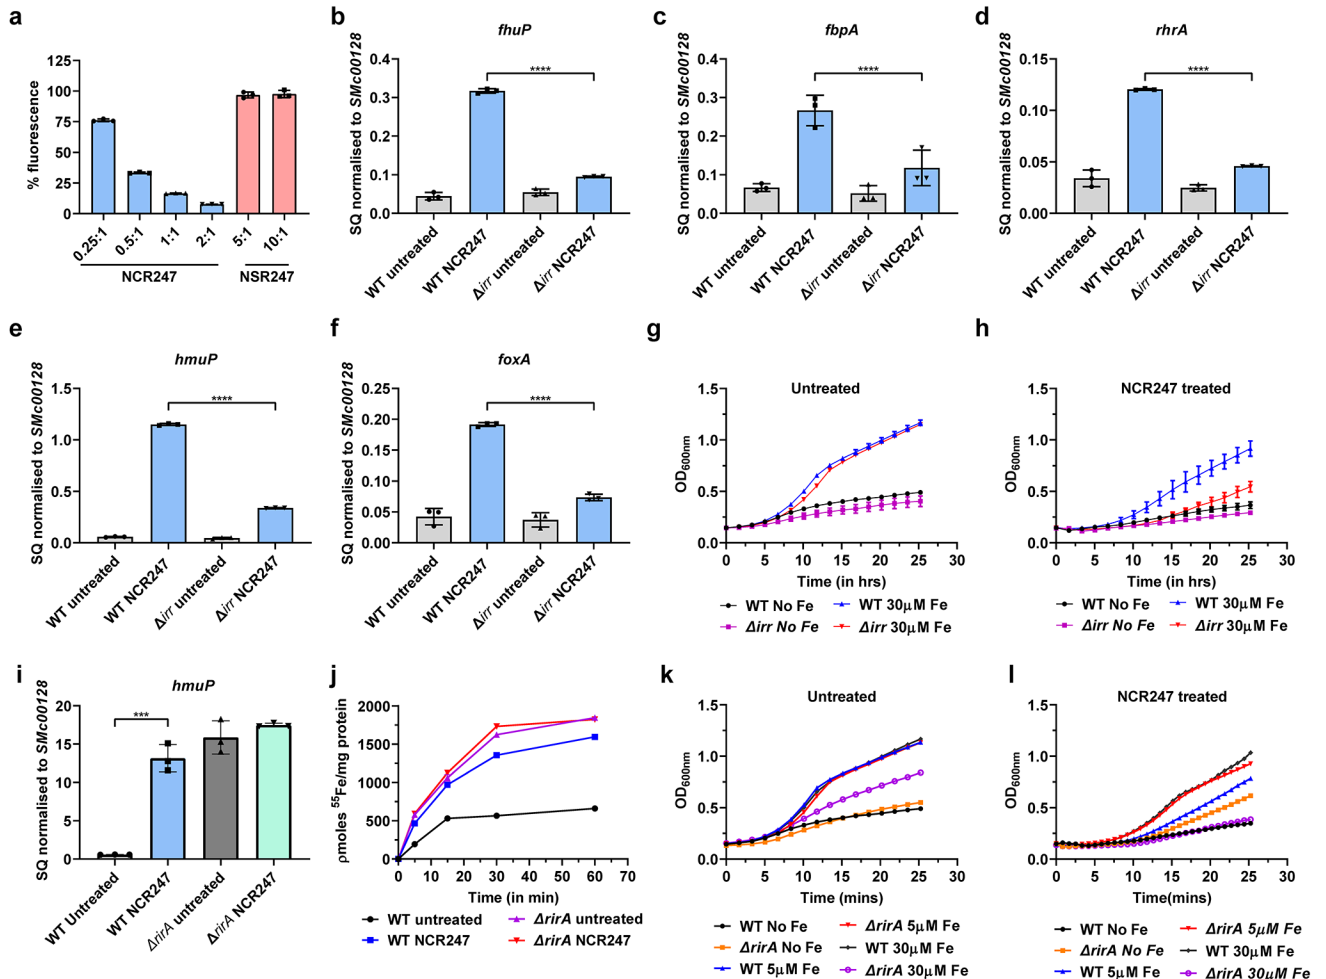 a
% fluorescence
125
100
75
50
25
0
0.25:1
0.5:1
1:1
2:1
5:1
10:1
NCR247
NSR247
b
fhuP
SQ normalised to SMc00128
0.4
0.3
0.2
0.1
0.0
****
WT untreated
WT NCR247
Δirr untreated
Δirr NCR247
c
fbpA
SQ normalised to SMc00128
0.4
0.3
0.2
0.1
0.0
****
WT untreated
WT NCR247
Δirr untreated
Δirr NCR247
d
rhrA
SQ normalised to SMc00128
0.15
0.10
0.05
0.00
****
WT untreated
WT NCR247
Δirr untreated
Δirr NCR247
e
hmuP
SQ normalised to SMc00128
1.5
1.0
0.5
0.0
****
WT untreated
WT NCR247
Δirr untreated
Δirr NCR247
f
foxA
SQ normalised to SMc00128
0.25
0.20
0.15
0.10
0.05
0.00
****
WT untreated
WT NCR247
Δirr untreated
Δirr NCR247
g
Untreated
OD600nm
1.5
1.0
0.5
0.0
0 5 10 15 20 25 30
Time (in hrs)
WT No Fe
WT 30μM Fe
Δirr No Fe
Δirr 30μM Fe
h
NCR247 treated
OD600nm
1.5
1.0
0.5
0.0
0 5 10 15 20 25 30
Time (in hrs)
WT No Fe
WT 30μM Fe
Δirr No Fe
Δirr 30μM Fe
i
hmuP
SQ normalised to SMc00128
20
15
10
5
0
***
WT Untreated
WT NCR247
ΔrirA untreated
ΔrirA NCR247
j
ρmoles 55Fe/mg protein
2000
1750
1500
1250
1000
750
500
250
0
0 10 20 30 40 50 60 70
Time (in min)
WT untreated
ΔrirA untreated
WT NCR247
ΔrirA NCR247
k
Untreated
OD600nm
1.5
1.0
0.5
0.0
0 5 10 15 20 25 30
Time (mins)
WT No Fe
ΔrirA 5μM Fe
ΔrirA No Fe
WT 30μM Fe
WT 5μM Fe
ΔrirA 30μM Fe
l
NCR247 treated
OD600nm
1.5
1.0
0.5
0.0
0 5 10 15 20 25 30
Time(mins)
WT No Fe
ΔrirA 5μM Fe
ΔrirA No Fe
WT 30μM Fe
WT 5μM Fe
ΔrirA 30μM Fe